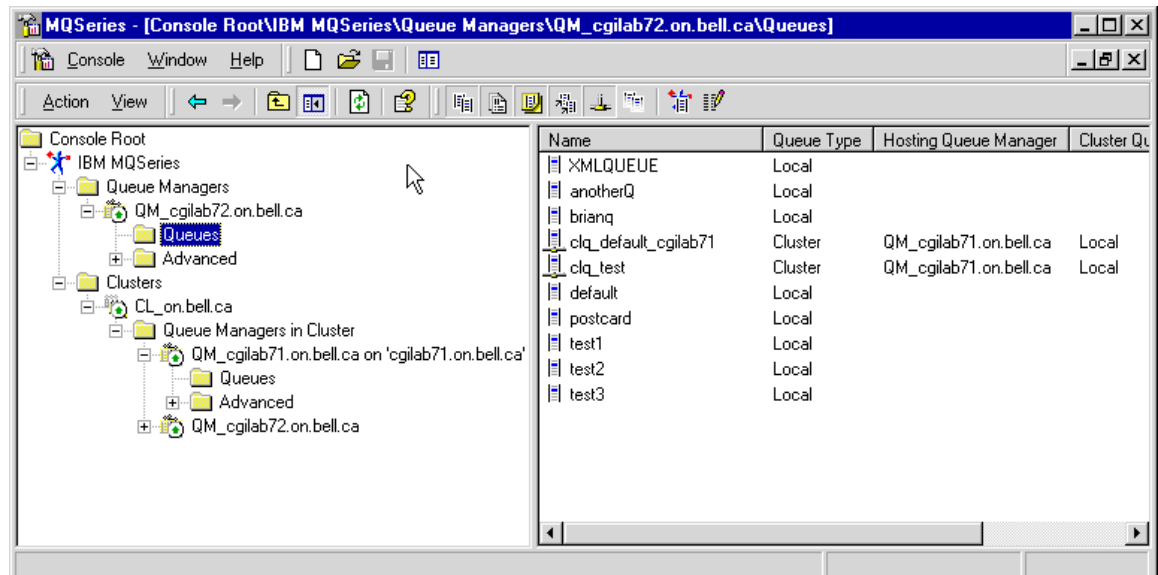 MQSeries - [Console Root\IBM MQSeries\Queue Managers\QM_cgilab72.on.bell.ca\Queues]
Console Window Help
Action View
Console Root
IBM MQSeries
Queue Managers
QM_cgilab72.on.bell.ca
Queues
Advanced
Clusters
CL_on.bell.ca
Queue Managers in Cluster
QM_cgilab71.on.bell.ca on 'cgilab71.on.bell.ca'
Queues
Advanced
QM_cgilab72.on.bell.ca
Name Queue Type Hosting Queue Manager Cluster Qu
XMLQUEUE Local
anotherQ Local
brianq Local
clq_default_cgilab71 Cluster QM_cgilab71.on.bell.ca Local
clq_test Cluster QM_cgilab71.on.bell.ca Local
default Local
postcard Local
test1 Local
test2 Local
test3 Local